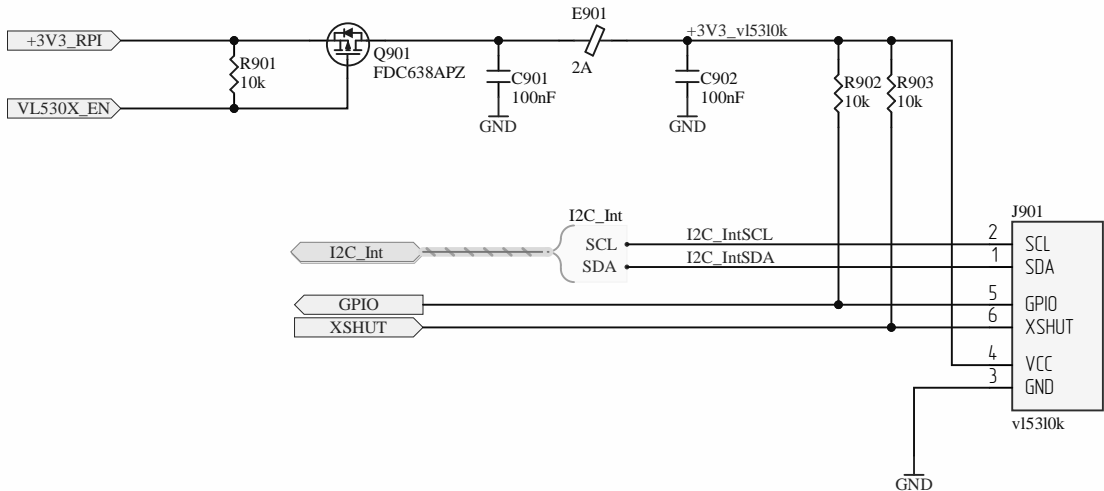 E901
+3V3_RPI
+3V3_vl53l0k
Q901
FDC638APZ
2A
R901
10k
C901
100nF
C902
100nF
R902
10k
R903
10k
VL530X_EN
GND
GND
J901
I2C_Int
I2C_Int
SCL
I2C_IntSCL
2
SCL
SDA
I2C_IntSDA
1
SDA
GPIO
5
GPIO
XSHUT
6
XSHUT
4
VCC
3
GND
vl53l0k
GND